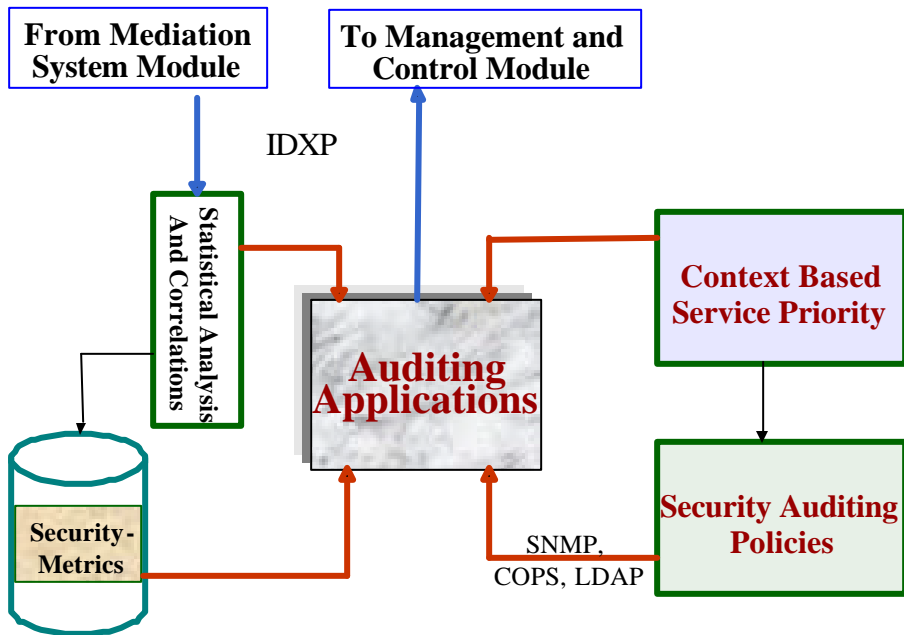 From Mediation
System Module
To Management and
Control Module
IDXP
Statistical Analysis
And Correlations
Context Based
Service Priority
Auditing
Applications
Security-
Metrics
SNMP,
COPS, LDAP
Security Auditing
Policies